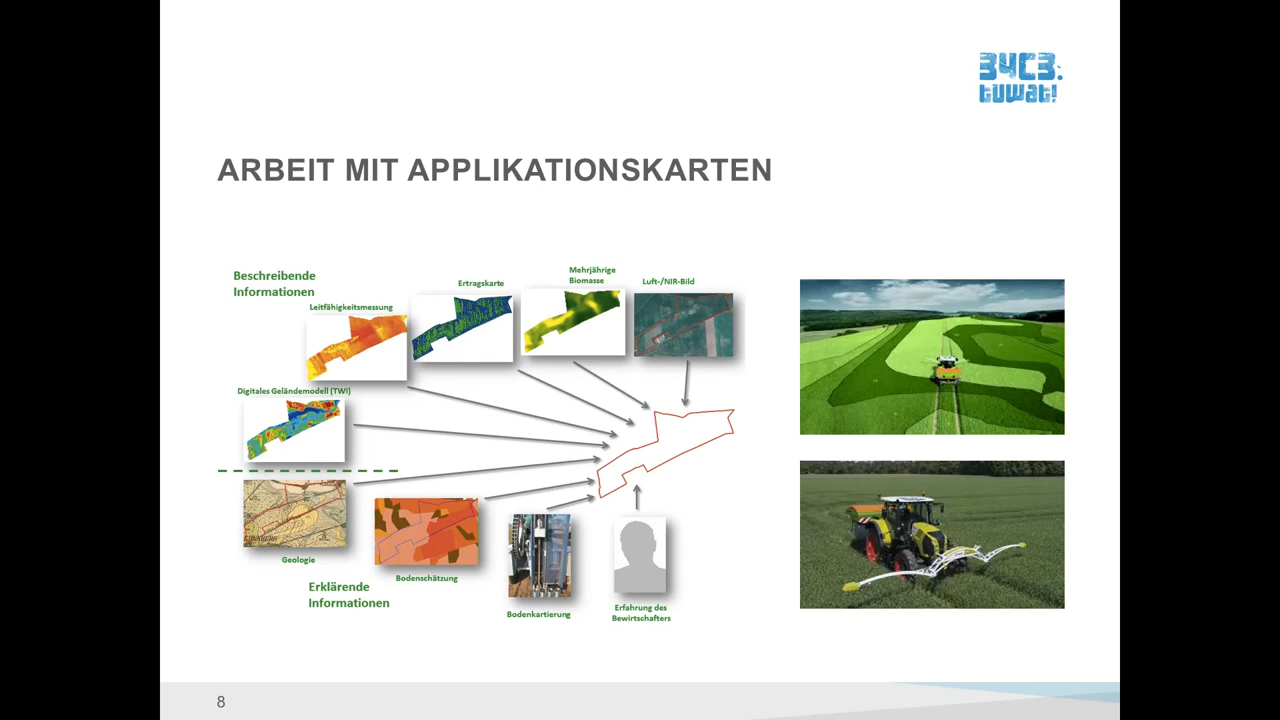 34C3.
tuwat!
ARBEIT MIT APPLIKATIONSKARTEN
Beschreibende
Informationen
Leitfähigkeitsmessung
Ertragskarte
Mehrjährige
Biomasse
Luft-/NIR-Bild
Digitales Geländemodell (TWI)
Geologie
Bodenschätzung
Erklärende
Informationen
Bodenkartierung
Erfahrung des
Bewirtschafters
8